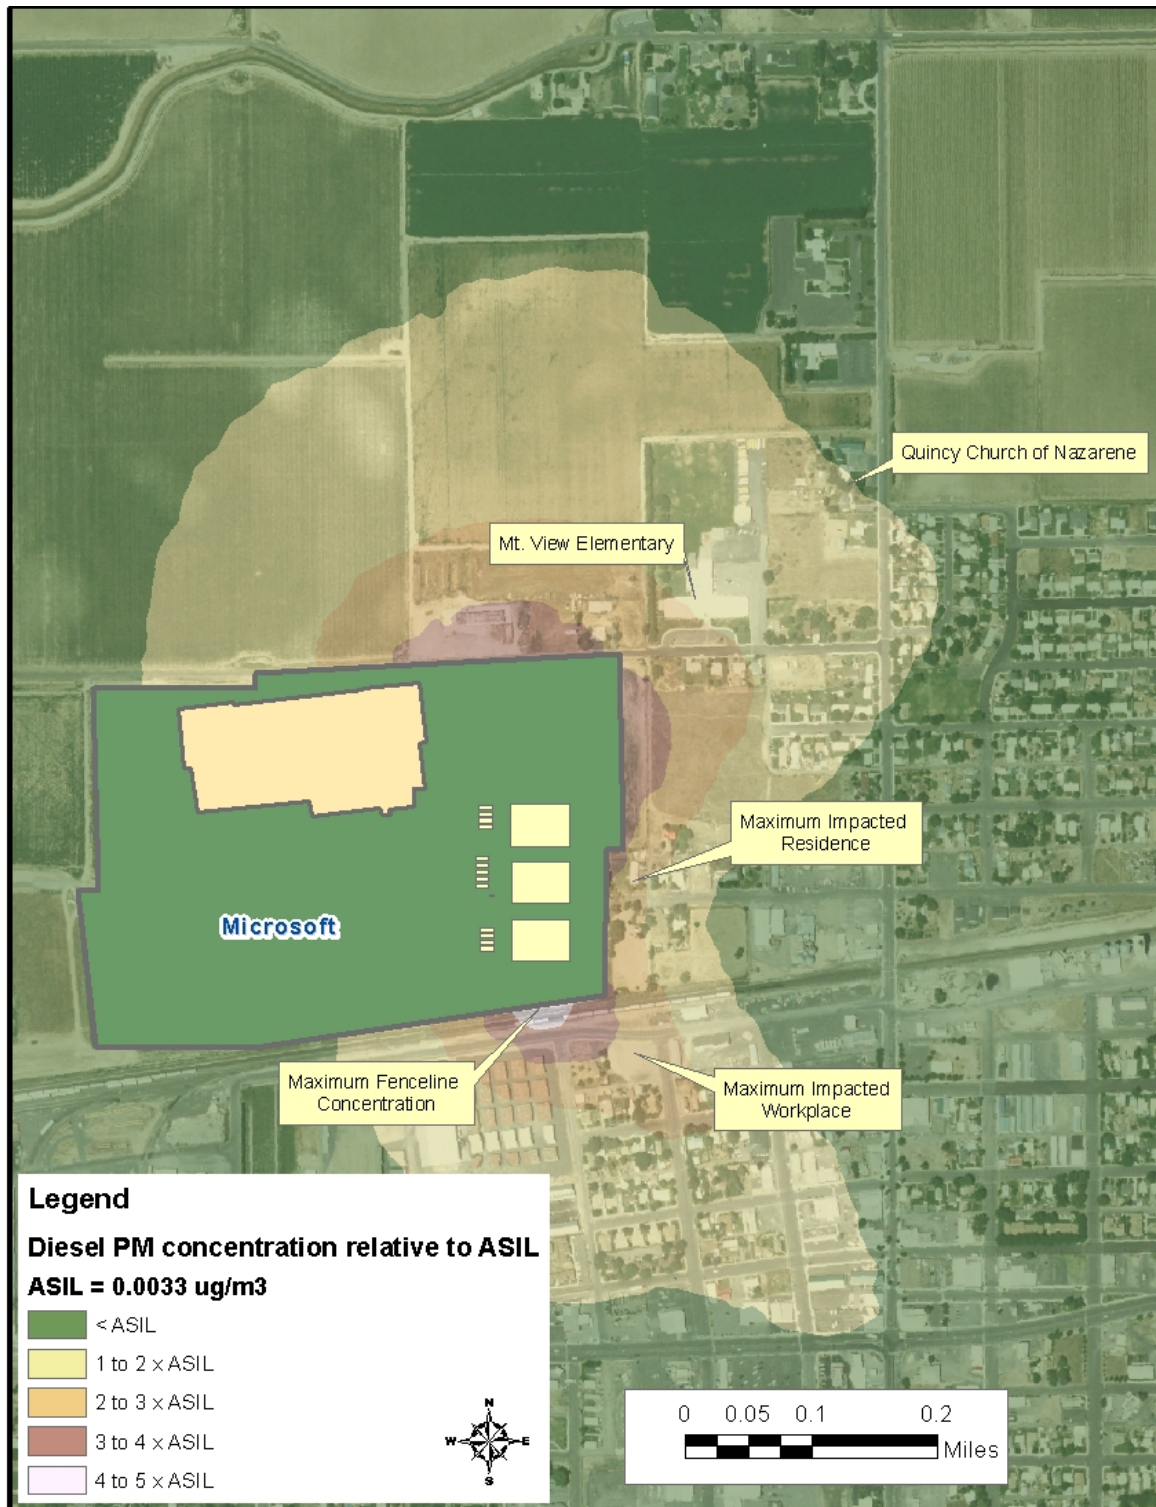 Quincy Church of Nazarene
Mt. View Elementary
Maximum Impacted
Residence
Microsoft
Maximum Fenceline
Concentration
Maximum Impacted
Workplace
Legend
Diesel PM concentration relative to ASIL
ASIL = 0.0033 ug/m3
< ASIL
1 to 2 x ASIL
2 to 3 x ASIL
3 to 4 x ASIL
4 to 5 x ASIL
N
W E
S
0 0.05 0.1 0.2
Miles